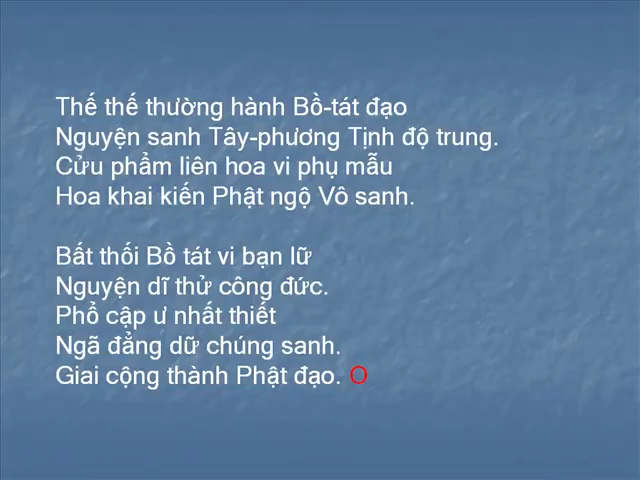 Thế thế thường hành Bồ-tát đạo
Nguyện sanh Tây-phương Tịnh độ trung.
Cửu phẩm liên hoa vi phụ mẫu
Hoa khai kiến Phật ngộ Vô sanh.
Bất thối Bồ tát vi bạn lữ
Nguyện dĩ thử công đức.
Phổ cập ư nhất thiết
Ngã đẳng dữ chúng sanh.
Giai cộng thành Phật đạo. O